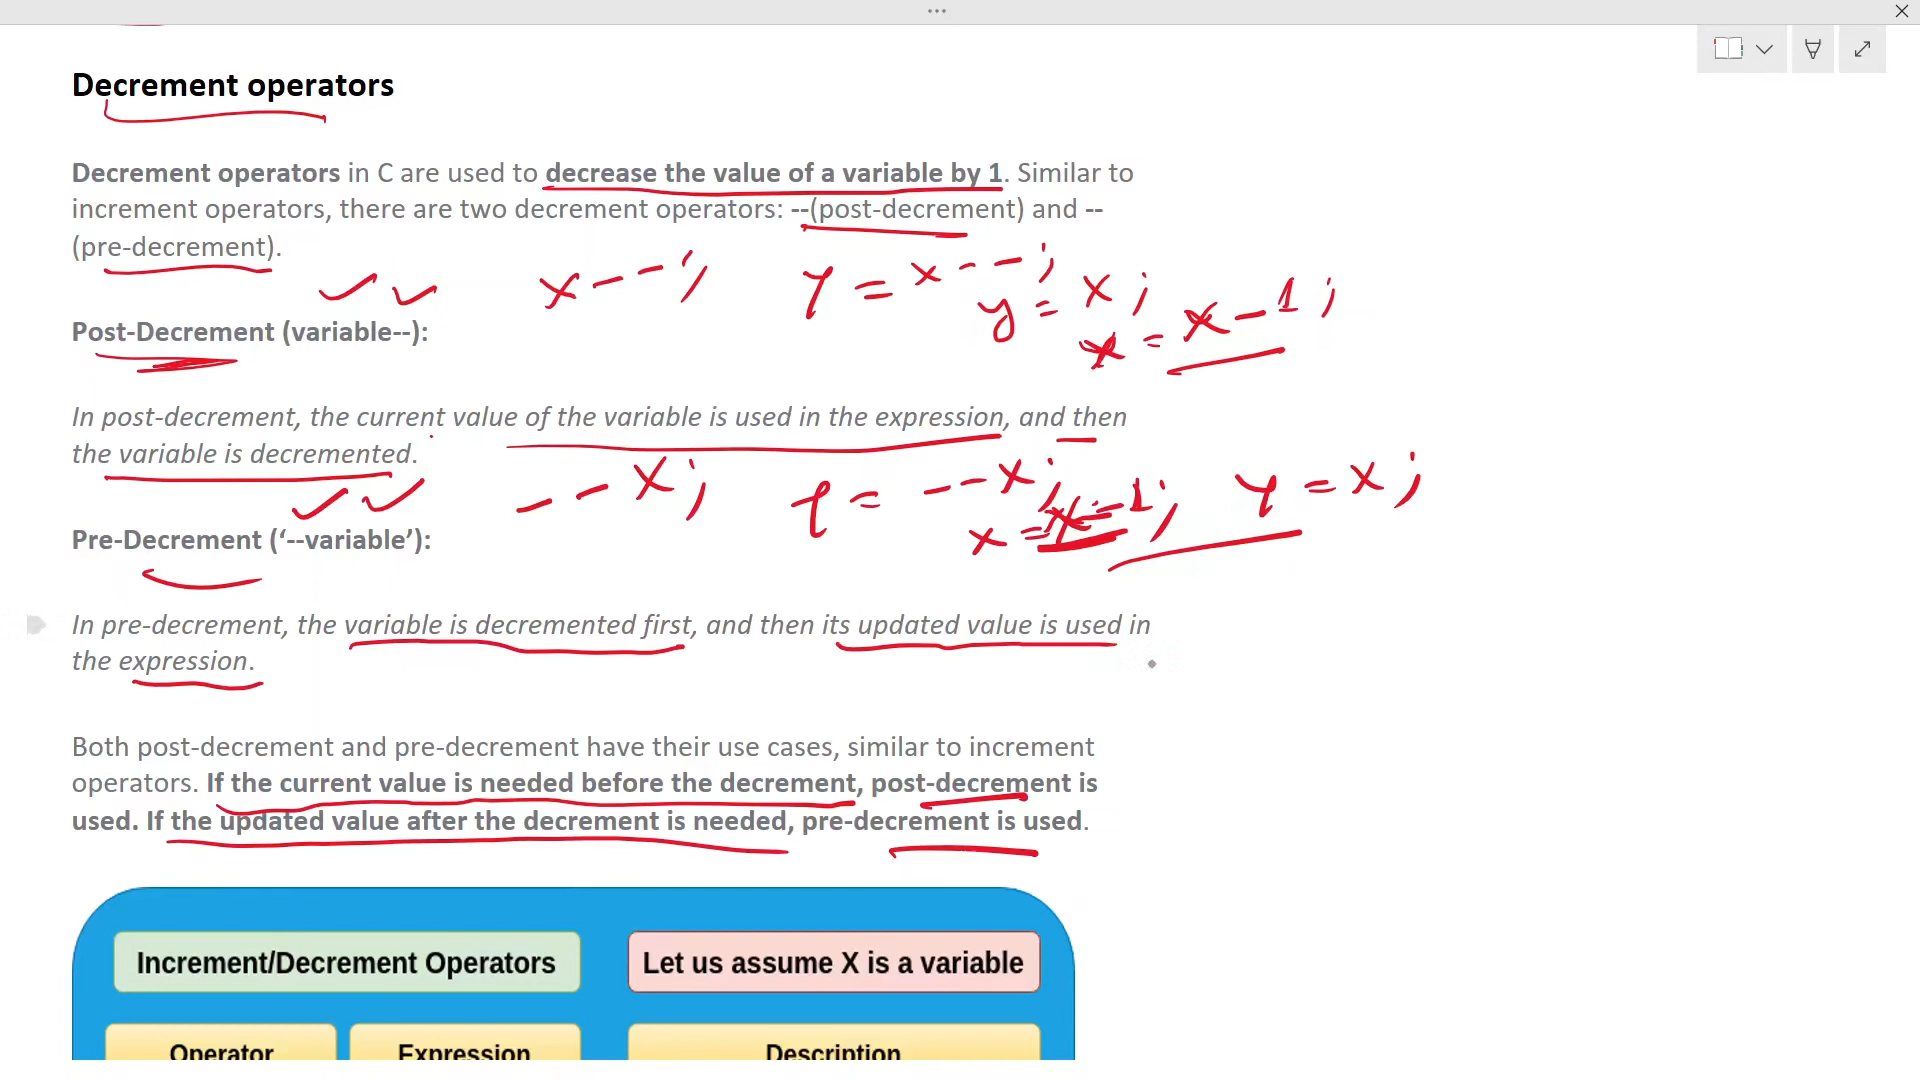 Decrement operators
Decrement operators in C are used to decrease the value of a variable by 1. Similar to
increment operators, there are two decrement operators: --(post-decrement) and --
(pre-decrement).
x--; y = x--;
y = x;
x = x-1;
Post-Decrement (variable--):
In post-decrement, the current value of the variable is used in the expression, and then
the variable is decremented.
--x; y = --x;
x = x-1; y = x;
Pre-Decrement (‘--variable’):
In pre-decrement, the variable is decremented first, and then its updated value is used in
the expression.
Both post-decrement and pre-decrement have their use cases, similar to increment
operators. If the current value is needed before the decrement, post-decrement is
used. If the updated value after the decrement is needed, pre-decrement is used.
Increment/Decrement Operators Let us assume X is a variable
Operator Expression Description